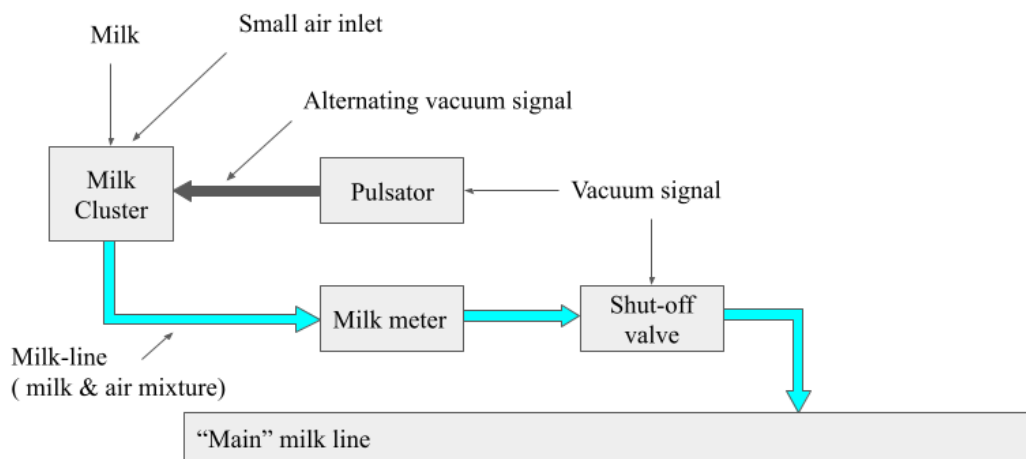 Small air inlet
Milk
Alternating vacuum signal
Milk
Cluster
Pulsator
Vacuum signal
Milk meter
Shut-off
valve
Milk-line
( milk & air mixture)
“Main” milk line